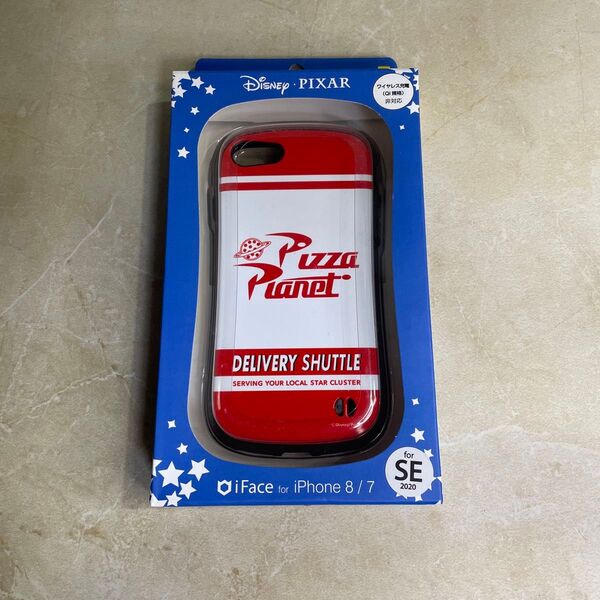 Disney · PIXAR
ワイヤレス充電
(Qi規格)
非対応
Pizza
Planet
DELIVERY SHUTTLE
SERVING YOUR LOCAL STAR CLUSTER
for
SE
2020
iFace for iPhone 8 / 7